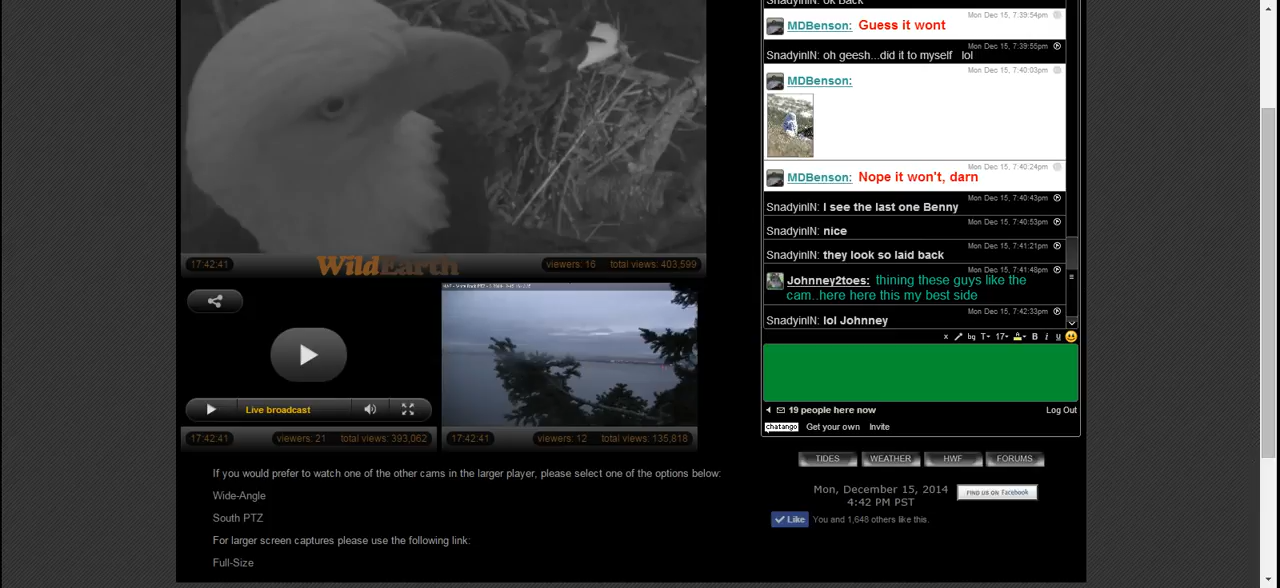 SnadyinIN: ok Back
Mon Dec 15, 7:39:54pm
MDBenson: Guess it wont
Mon Dec 15, 7:39:55pm
SnadyinIN: oh geesh...did it to myself lol
Mon Dec 15, 7:40:03pm
MDBenson:
Mon Dec 15, 7:40:24pm
MDBenson: Nope it won't, darn
Mon Dec 15, 7:40:43pm
SnadyinIN: I see the last one Benny
Mon Dec 15, 7:40:53pm
SnadyinIN: nice
Mon Dec 15, 7:41:21pm
SnadyinIN: they look so laid back
Mon Dec 15, 7:41:48pm
Johnney2toes: thining these guys like the
cam..here here this my best side
Mon Dec 15, 7:42:33pm
SnadyinIN: lol Johnney
x bg T 17 A B i u
19 people here now Log Out
chatango Get your own Invite
17:42:41 WildEarth viewers: 16 total views: 403,599
Live broadcast
17:42:41 viewers: 21 total views: 393,062
17:42:41 viewers: 12 total views: 135,818
If you would prefer to watch one of the other cams in the larger player, please select one of the options below:
Wide-Angle
South PTZ
For larger screen captures please use the following link:
Full-Size
TIDES WEATHER HWF FORUMS
Mon, December 15, 2014
4:42 PM PST
FIND US ON Facebook
Like You and 1,648 others like this.